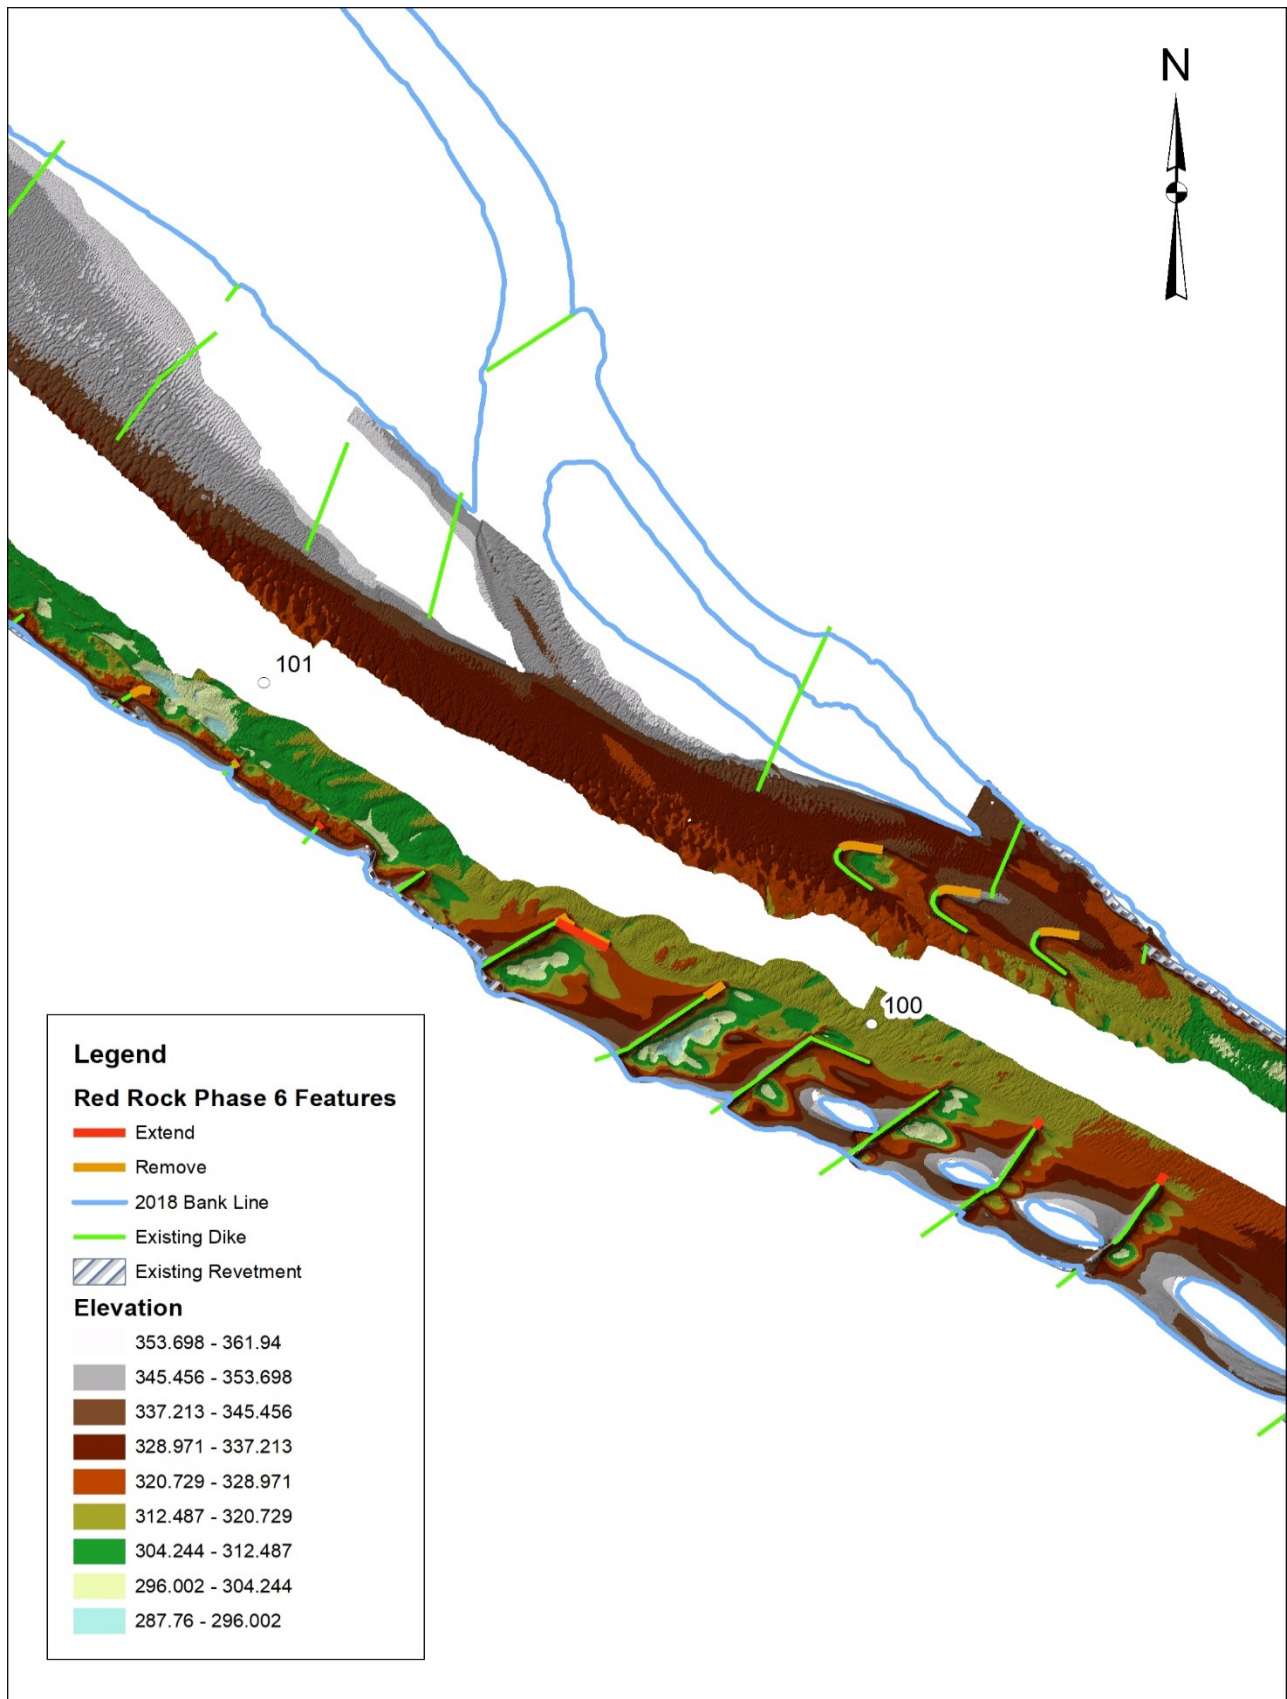 N
101
100
Legend
Red Rock Phase 6 Features
Extend
Remove
2018 Bank Line
Existing Dike
Existing Revetment
Elevation
353.698 - 361.94
345.456 - 353.698
337.213 - 345.456
328.971 - 337.213
320.729 - 328.971
312.487 - 320.729
304.244 - 312.487
296.002 - 304.244
287.76 - 296.002